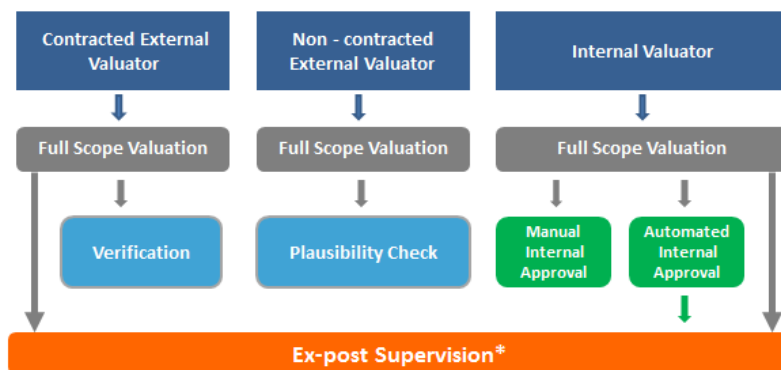 Contracted External
Valuator
Non - contracted
External Valuator
Internal Valuator
Full Scope Valuation
Full Scope Valuation
Full Scope Valuation
Verification
Plausibility Check
Manual
Internal
Approval
Automated
Internal
Approval
Ex-post Supervision*